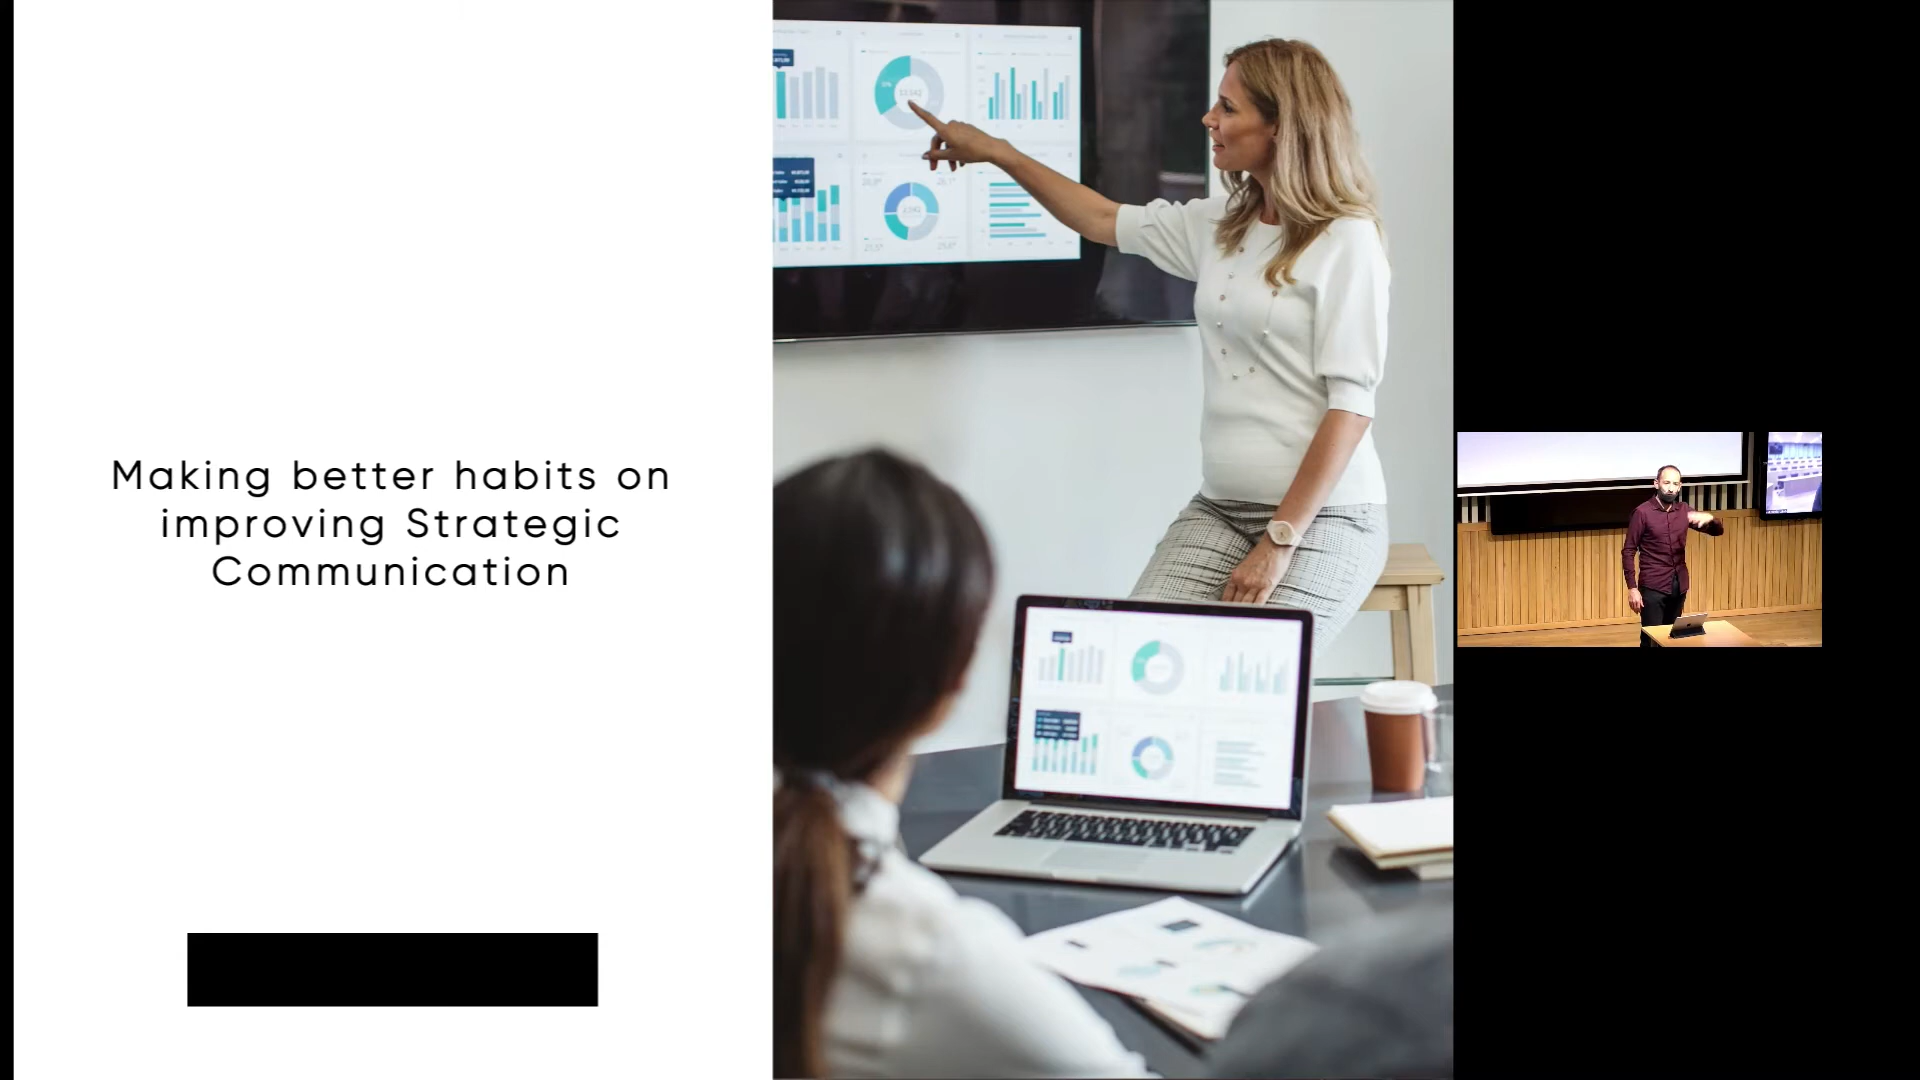 Making better habits on
improving Strategic
Communication